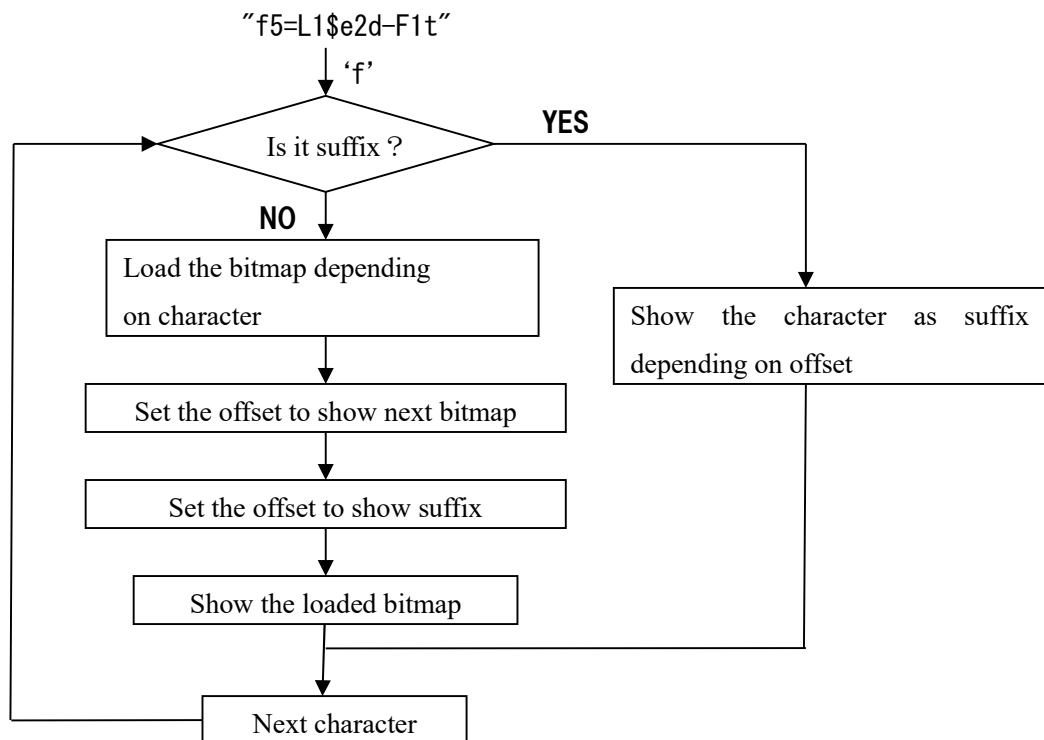 "f5=L1$e2d-F1t"
‘f’
Is it suffix？
YES
NO
Load the bitmap depending
on character
Show the character as suffix
depending on offset
Set the offset to show next bitmap
Set the offset to show suffix
Show the loaded bitmap
Next character